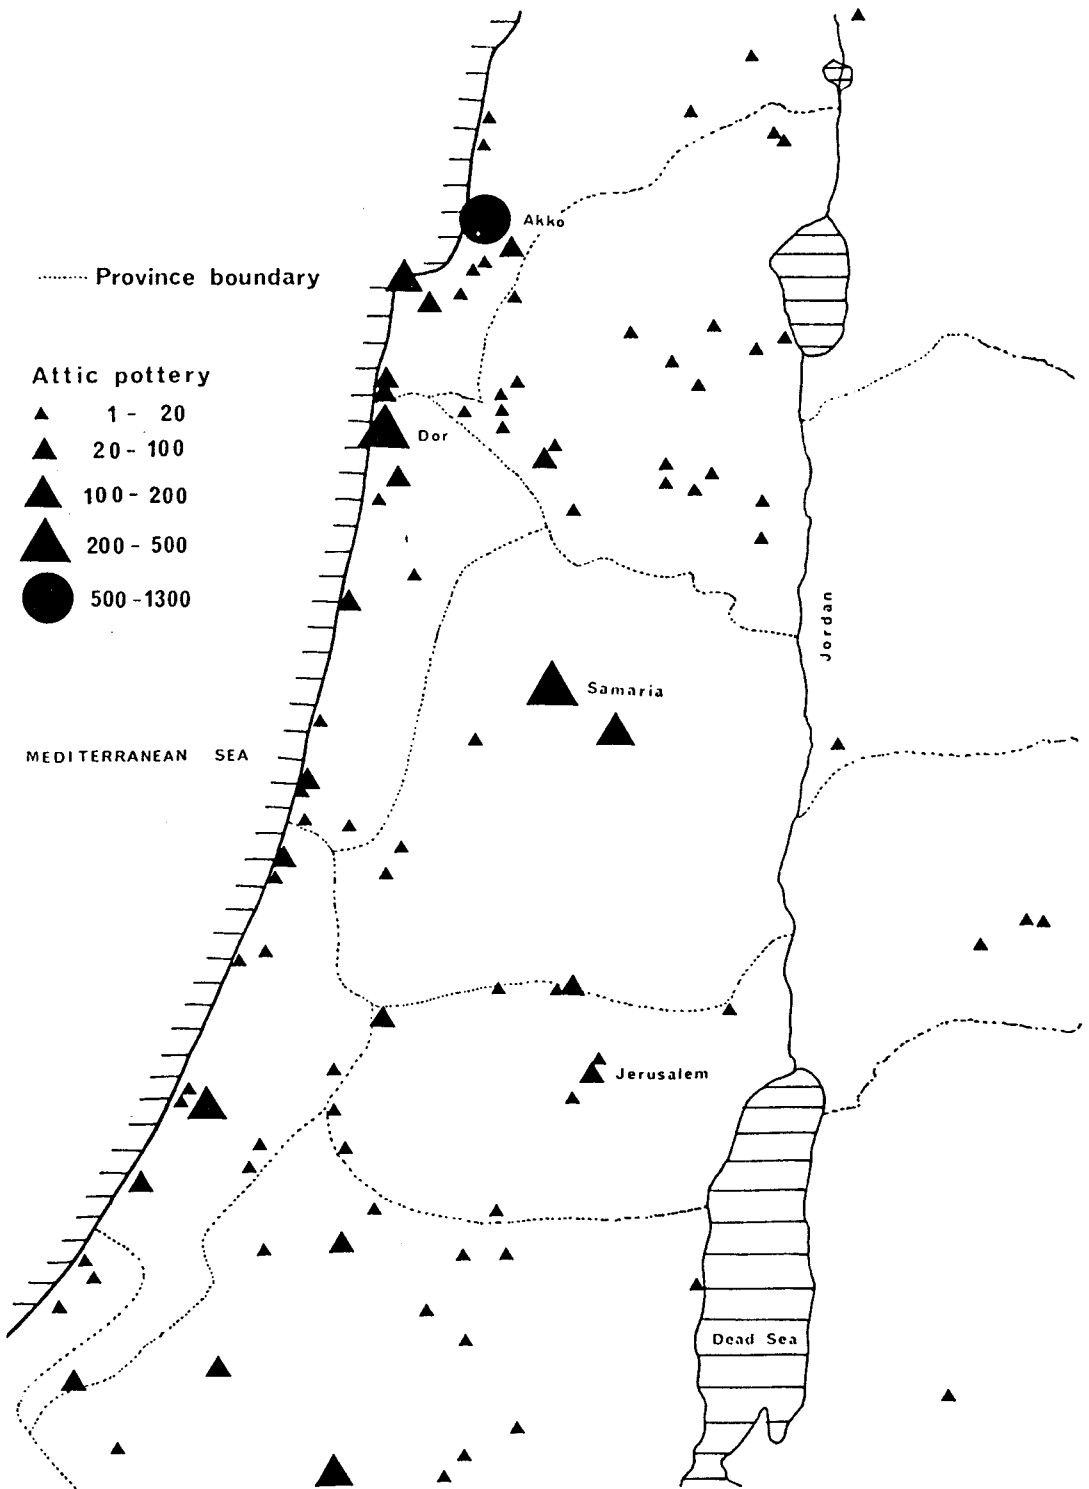 Akko
Province boundary
Attic pottery
1 - 20
20 - 100
100 - 200
200 - 500
500 - 1300
Dor
Jordan
Samaria
MEDITERRANEAN SEA
Jerusalem
Dead Sea